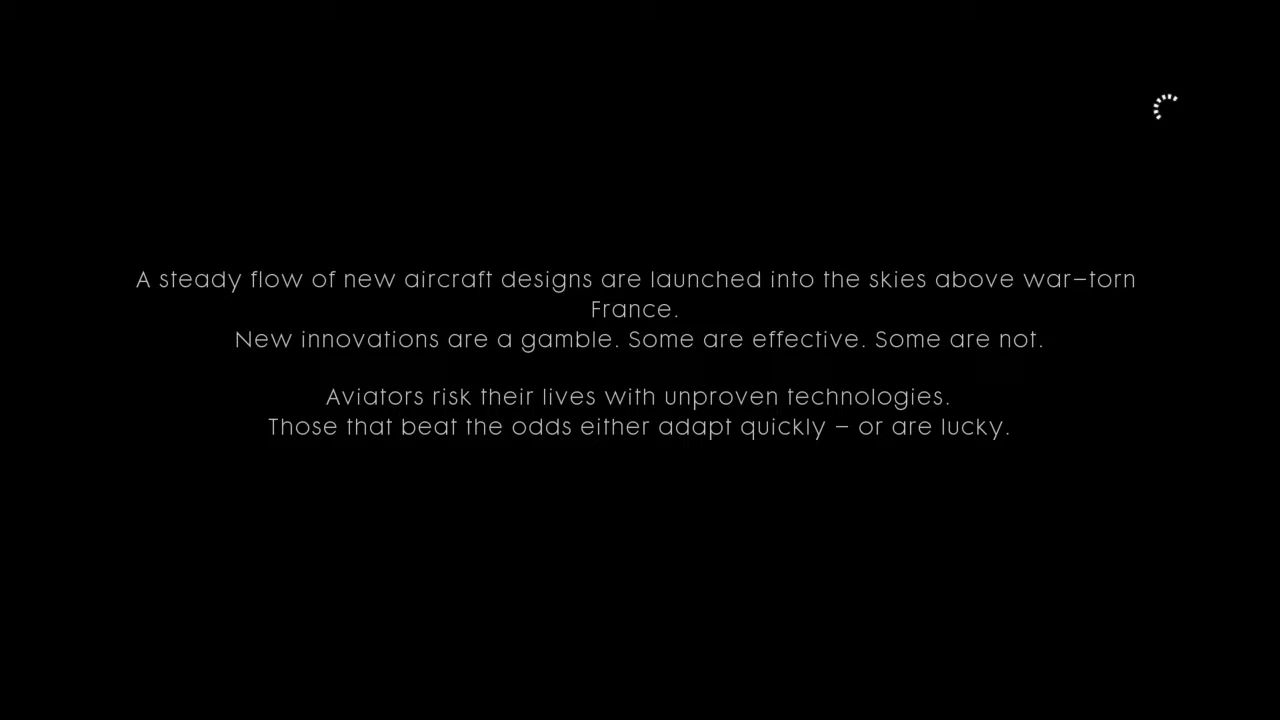 A steady flow of new aircraft designs are launched into the skies above war–torn
France.
New innovations are a gamble. Some are effective. Some are not.
Aviators risk their lives with unproven technologies.
Those that beat the odds either adapt quickly – or are lucky.